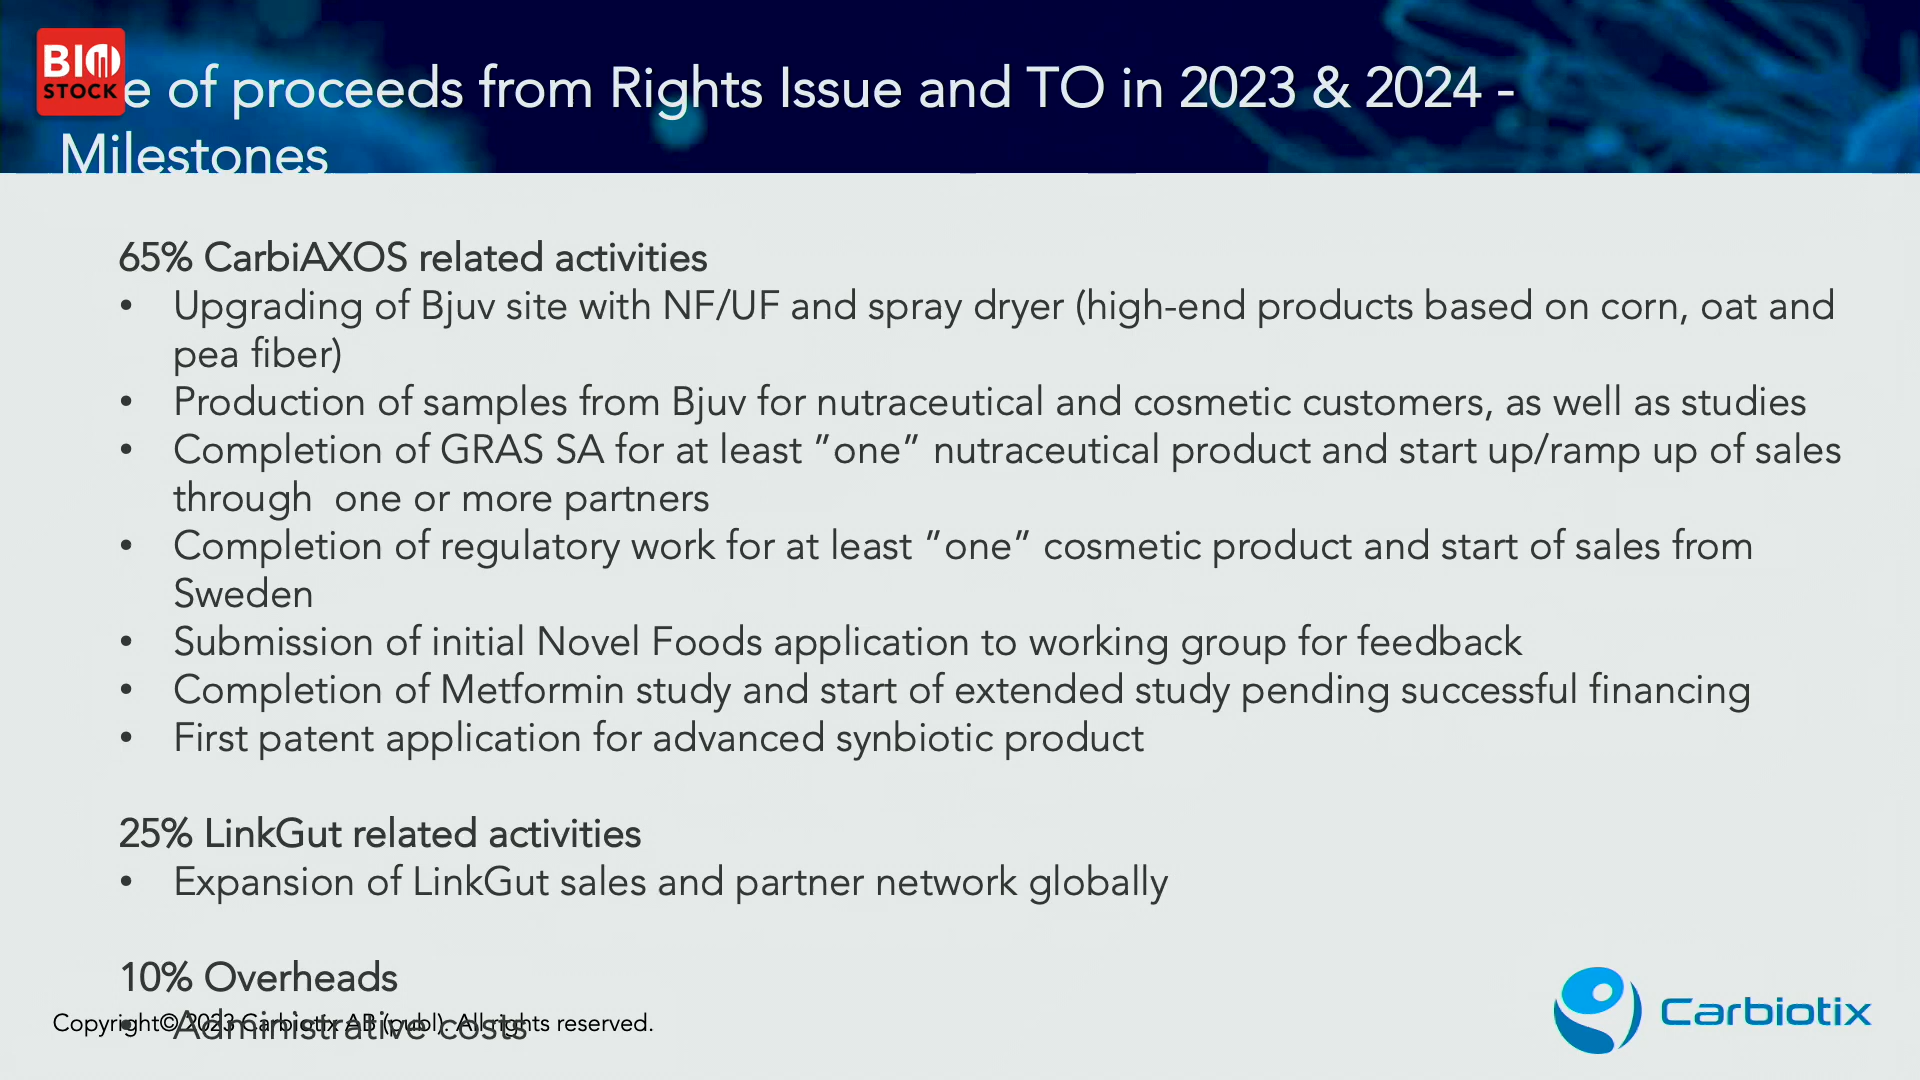 BIO
STOCK
e of proceeds from Rights Issue and TO in 2023 & 2024 -
Milestones
65% CarbiAXOS related activities
• Upgrading of Bjuv site with NF/UF and spray dryer (high-end products based on corn, oat and
pea fiber)
• Production of samples from Bjuv for nutraceutical and cosmetic customers, as well as studies
• Completion of GRAS SA for at least ”one” nutraceutical product and start up/ramp up of sales
through one or more partners
• Completion of regulatory work for at least ”one” cosmetic product and start of sales from
Sweden
• Submission of initial Novel Foods application to working group for feedback
• Completion of Metformin study and start of extended study pending successful financing
• First patent application for advanced synbiotic product
25% LinkGut related activities
• Expansion of LinkGut sales and partner network globally
10% Overheads
• Administrative costs
Copyright© 2023 Carbiotix AB (publ). All rights reserved.
Carbiotix